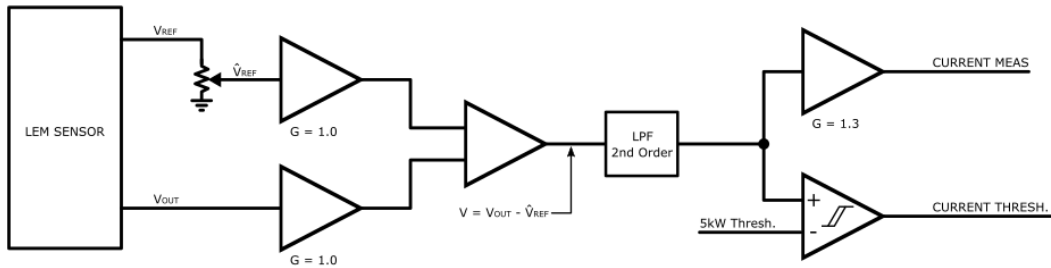 VREF
V̂REF
LEM SENSOR
G = 1.0
VOUT
G = 1.0
V = VOUT - V̂REF
LPF
2nd Order
G = 1.3
CURRENT MEAS
5kW Thresh.
+
-
CURRENT THRESH.